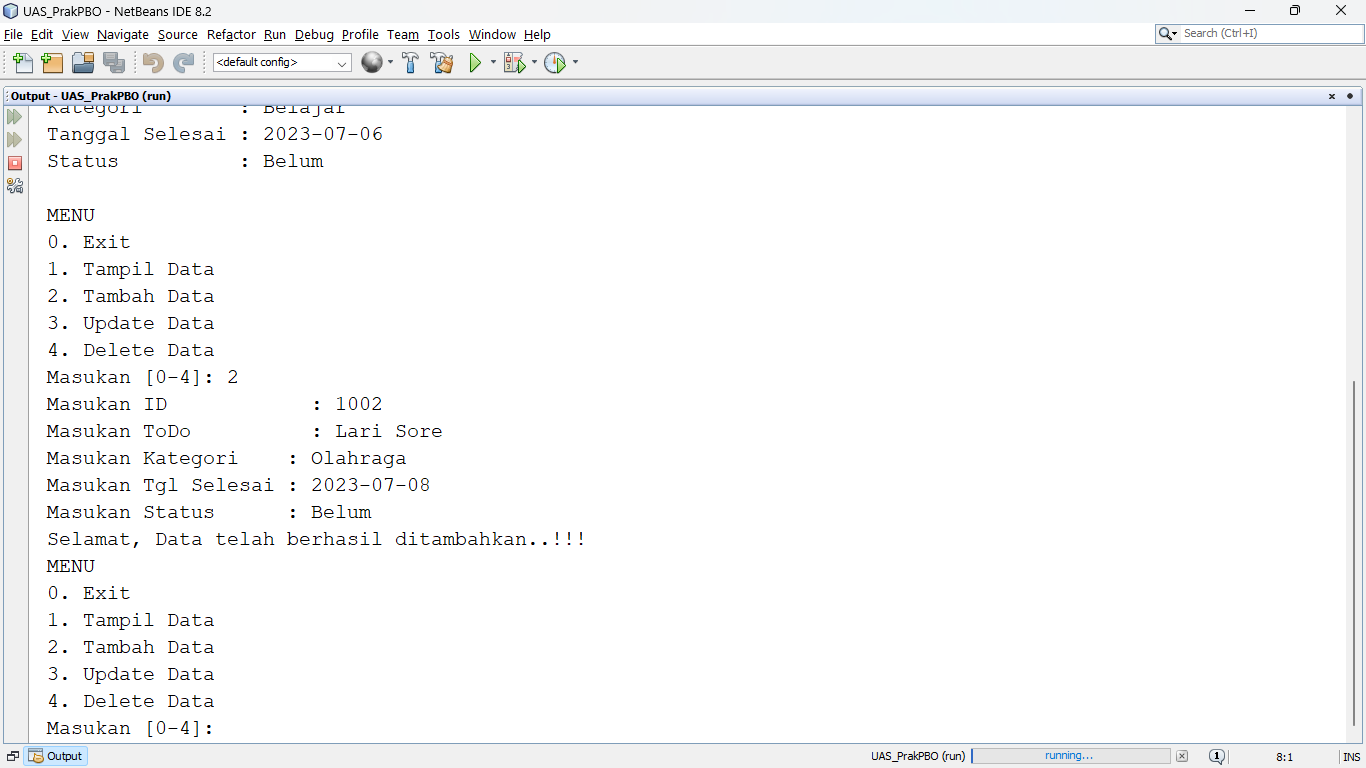 UAS_PrakPBO - NetBeans IDE 8.2
File Edit View Navigate Source Refactor Run Debug Profile Team Tools Window Help
Search (Ctrl+I)
<default config>
Output - UAS_PrakPBO (run)
Kategori : Belajar
Tanggal Selesai : 2023-07-06
Status : Belum
MENU
0. Exit
1. Tampil Data
2. Tambah Data
3. Update Data
4. Delete Data
Masukan [0-4]: 2
Masukan ID : 1002
Masukan ToDo : Lari Sore
Masukan Kategori : Olahraga
Masukan Tgl Selesai : 2023-07-08
Masukan Status : Belum
Selamat, Data telah berhasil ditambahkan..!!!
MENU
0. Exit
1. Tampil Data
2. Tambah Data
3. Update Data
4. Delete Data
Masukan [0-4]:
Output
UAS_PrakPBO (run) running... 1 8:1 INS